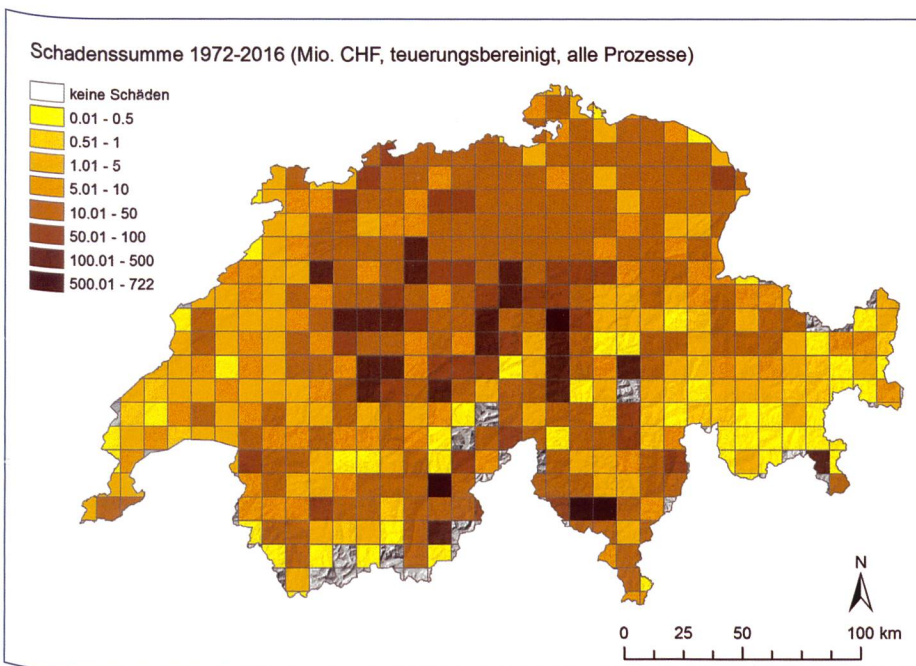 Schadenssumme 1972-2016 (Mio. CHF, teuerungsbereinigt, alle Prozesse)
keine Schäden
0.01 - 0.5
0.51 - 1
1.01 - 5
5.01 - 10
10.01 - 50
50.01 - 100
100.01 - 500
500.01 - 722
N
0 25 50 100 km